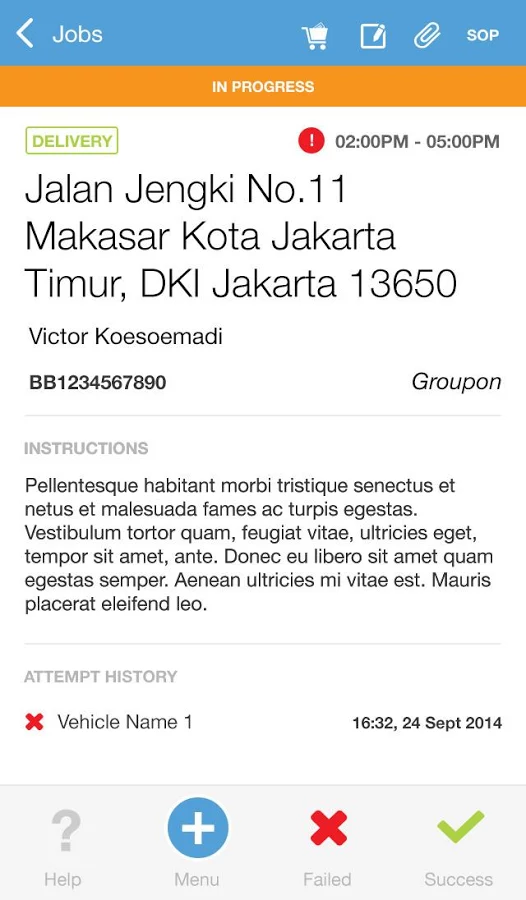 Jobs
SOP
IN PROGRESS
DELIVERY
! 02:00PM - 05:00PM
Jalan Jengki No.11
Makasar Kota Jakarta
Timur, DKI Jakarta 13650
Victor Koesoemadi
BB1234567890 Groupon
INSTRUCTIONS
Pellentesque habitant morbi tristique senectus et
netus et malesuada fames ac turpis egestas.
Vestibulum tortor quam, feugiat vitae, ultricies eget,
tempor sit amet, ante. Donec eu libero sit amet quam
egestas semper. Aenean ultricies mi vitae est. Mauris
placerat eleifend leo.
ATTEMPT HISTORY
Vehicle Name 1 16:32, 24 Sept 2014
?
Help Menu Failed Success